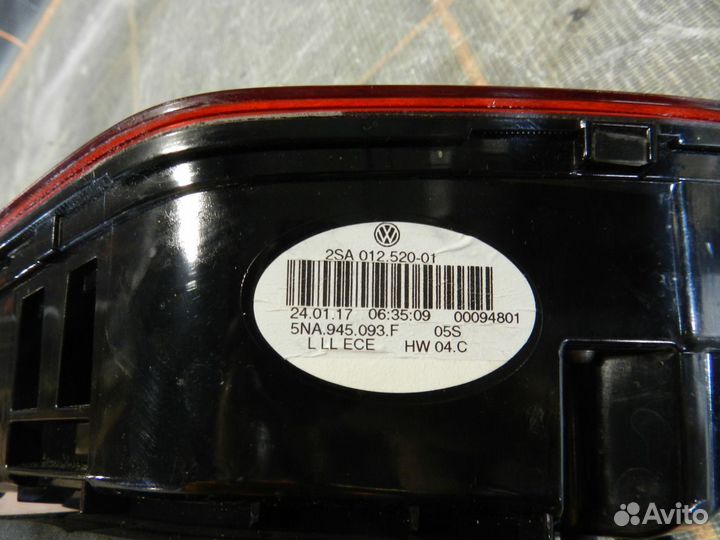 2SA 012.520-01
24.01.17 06:35:09 00094801
5NA.945.093.F 05S
L LL ECE HW 04.C
Avito